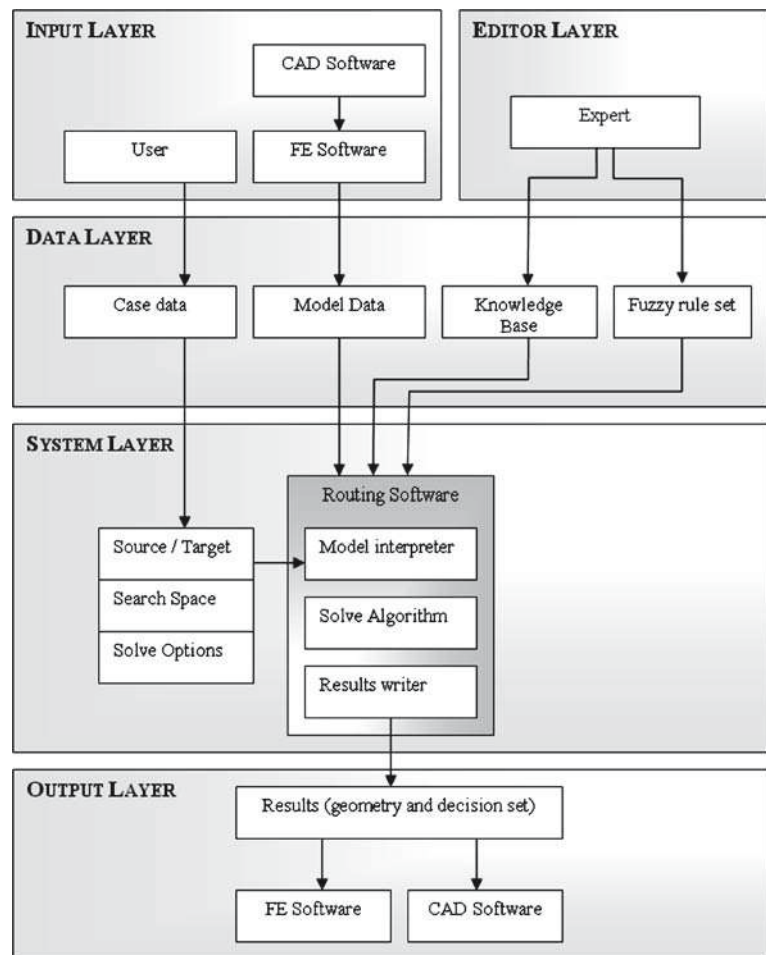 INPUT LAYER
CAD Software
User
FE Software
EDITOR LAYER
Expert
DATA LAYER
Case data
Model Data
Knowledge
Base
Fuzzy rule set
SYSTEM LAYER
Routing Software
Source / Target
Search Space
Solve Options
Model interpreter
Solve Algorithm
Results writer
OUTPUT LAYER
Results (geometry and decision set)
FE Software
CAD Software